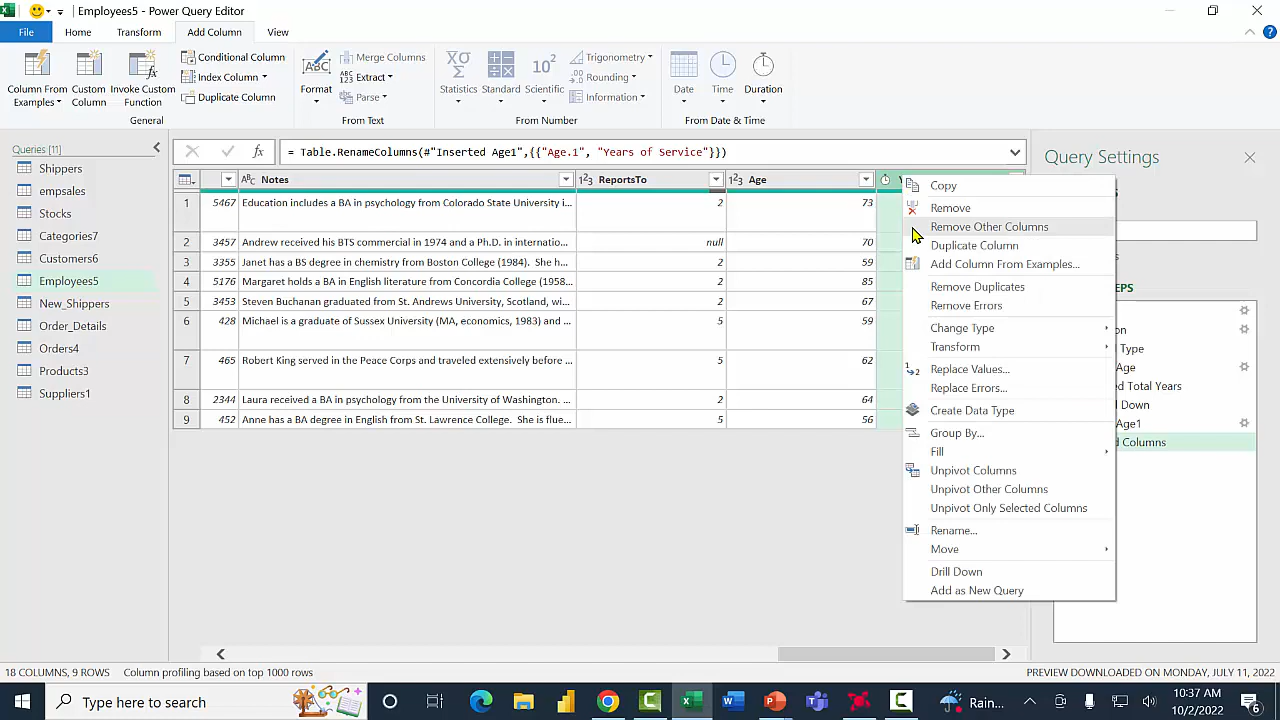 Employees5 - Power Query Editor
File
Home
Transform
Add Column
View
Column From Examples
Custom Column
Invoke Custom Function
Conditional Column
Index Column
Duplicate Column
General
Format
Merge Columns
Extract
Parse
From Text
Statistics
Standard
Scientific
Trigonometry
Rounding
Information
From Number
Date
Time
Duration
From Date & Time
Queries [11]
Shippers
empsales
Stocks
Categories7
Customers6
Employees5
New_Shippers
Order_Details
Orders4
Products3
Suppliers1
= Table.RenameColumns(#"Inserted Age1",{{"Age.1", "Years of Service"}})
Notes ReportsTo Age
1 5467 Education includes a BA in psychology from Colorado State University i... 2 73
2 3457 Andrew received his BTS commercial in 1974 and a Ph.D. in internatio... null 70
3 3355 Janet has a BS degree in chemistry from Boston College (1984). She h... 2 59
4 5176 Margaret holds a BA in English literature from Concordia College (1958... 2 85
5 3453 Steven Buchanan graduated from St. Andrews University, Scotland, wi... 2 67
6 428 Michael is a graduate of Sussex University (MA, economics, 1983) and ... 5 59
7 465 Robert King served in the Peace Corps and traveled extensively before ... 5 62
8 2344 Laura received a BA in psychology from the University of Washington. ... 2 64
9 452 Anne has a BA degree in English from St. Lawrence College. She is flue... 5 56
Copy
Remove
Remove Other Columns
Duplicate Column
Add Column From Examples...
Remove Duplicates
Remove Errors
Change Type
Transform
Replace Values...
Replace Errors...
Create Data Type
Group By...
Fill
Unpivot Columns
Unpivot Other Columns
Unpivot Only Selected Columns
Rename...
Move
Drill Down
Add as New Query
Query Settings
EPS
on
Type
Age
ed Total Years
Down
Age1
d Columns
18 COLUMNS, 9 ROWS
Column profiling based on top 1000 rows
PREVIEW DOWNLOADED ON MONDAY, JULY 11, 2022
Type here to search
Rain...
10:37 AM
10/2/2022
6